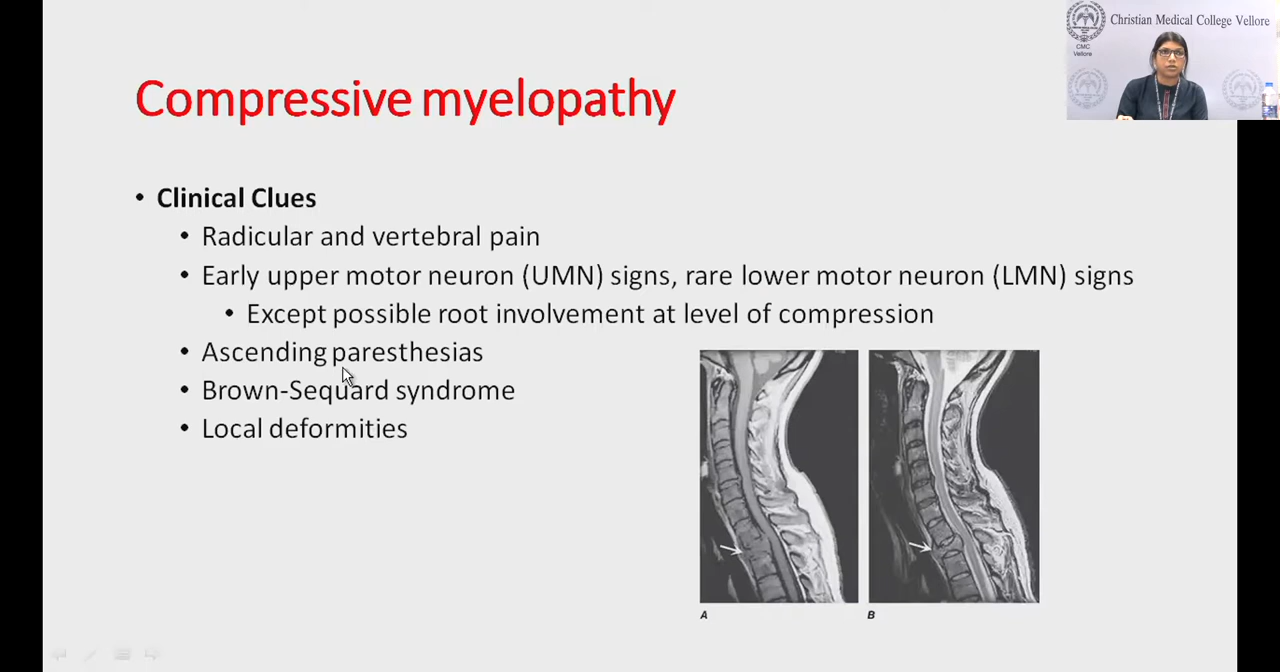 Christian Medical College Vellore
CMC
Vellore
Compressive myelopathy
• Clinical Clues
• Radicular and vertebral pain
• Early upper motor neuron (UMN) signs, rare lower motor neuron (LMN) signs
• Except possible root involvement at level of compression
• Ascending paresthesias
• Brown-Sequard syndrome
• Local deformities
A
B